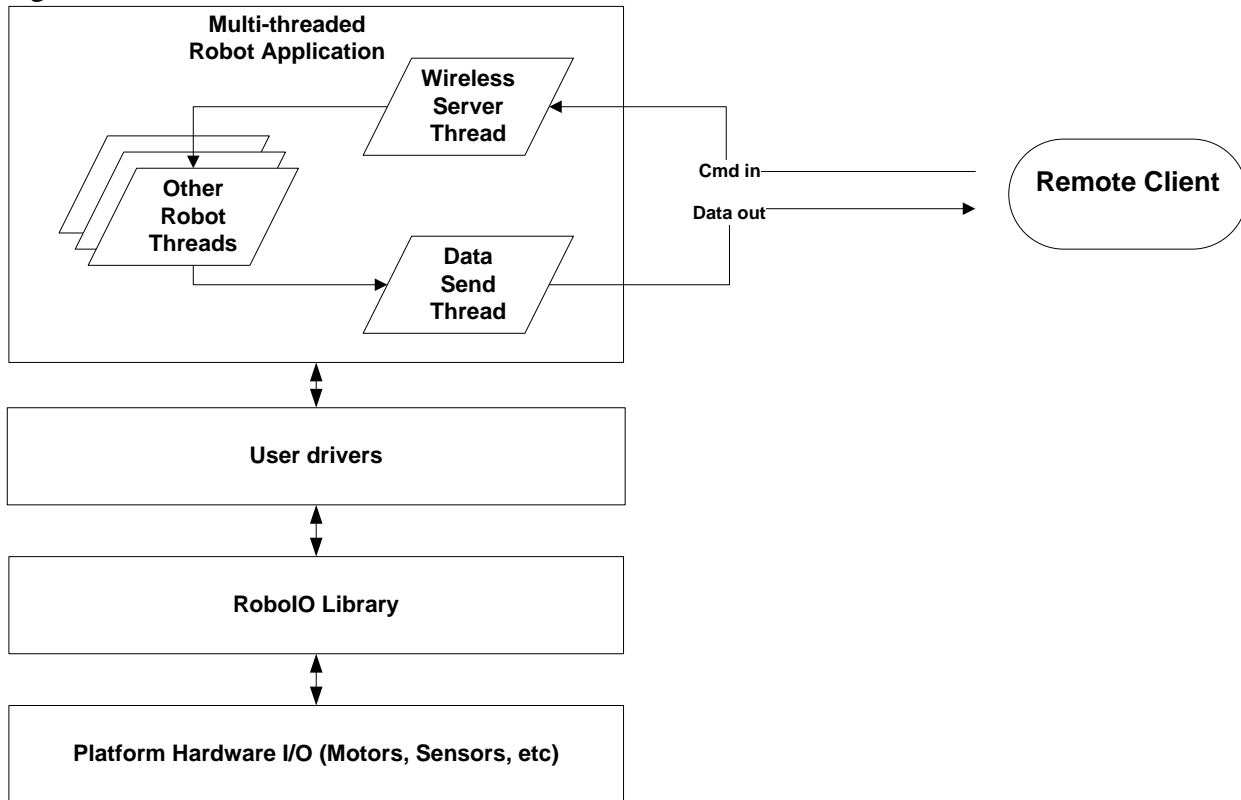 Multi-threaded
Robot Application
Wireless
Server
Thread
Other
Robot
Threads
Data
Send
Thread
Cmd in
Data out
Remote Client
User drivers
RoboIO Library
Platform Hardware I/O (Motors, Sensors, etc)